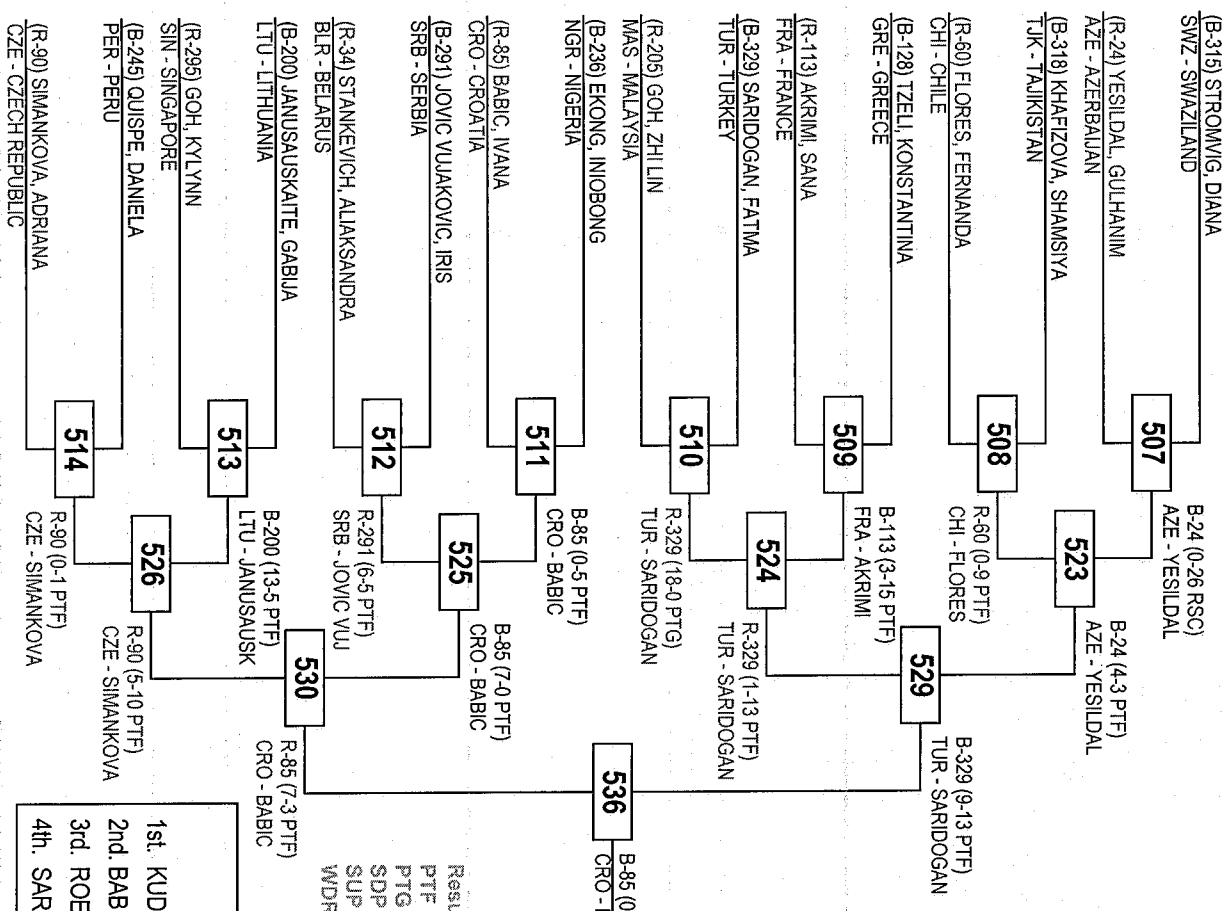 (B-315) STROMVIG, DIANA
SWZ - SWAZILAND
(R-24) YESILDAL, GULHANIM
AZE - AZERBAIJAN
(B-318) KHAFIZOVA, SHAMSIYA
TJK - TAJIKISTAN
(R-60) FLORES, FERNANDA
CHI - CHILE
(B-128) TZELI, KONSTANTINA
GRE - GREECE
(R-113) AKRIMI, SANA
FRA - FRANCE
(B-329) SARIDOGAN, FATMA
TUR - TURKEY
(R-205) GOH, ZHI LIN
MAS - MALAYSIA
(B-236) EKONG, INIOBONG
NGR - NIGERIA
(R-85) BABIC, IVANA
CRO - CROATIA
(B-291) JOVIC VUJAKOVIC, IRIS
SRB - SERBIA
(R-34) STANKEVICH, ALIAKSANDRA
BLR - BELARUS
(B-200) JANUSAUSKAITE, GABIJA
LTU - LITHUANIA
(R-295) GOH, KYLYNN
SIN - SINGAPORE
(B-245) QUISPE, DANIELA
PER - PERU
(R-90) SIMANKOVA, ADRIANA
CZE - CZECH REPUBLIC
507
508
509
510
511
512
513
514
B-24 (0-26 RSC)
AZE - YESILDAL
R-60 (0-9 PTF)
CHI - FLORES
B-113 (3-15 PTF)
FRA - AKRIMI
R-329 (18-0 PTG)
TUR - SARIDOGAN
B-85 (0-5 PTF)
CRO - BABIC
R-291 (6-5 PTF)
SRB - JOVIC VUJ
B-200 (13-5 PTF)
LTU - JANUSAUSK
R-90 (0-1 PTF)
CZE - SIMANKOVA
523
524
525
526
B-24 (4-3 PTF)
AZE - YESILDAL
R-329 (1-13 PTF)
TUR - SARIDOGAN
B-85 (7-0 PTF)
CRO - BABIC
R-90 (5-10 PTF)
CZE - SIMANKOVA
529
530
B-329 (9-13 PTF)
TUR - SARIDOGAN
R-85 (7-3 PTF)
CRO - BABIC
536
B-85 (0
CRO -
Resu
PTF
PTG
SDP
SUP
WDR
1st. KUD
2nd. BAB
3rd. ROE
4th. SAR